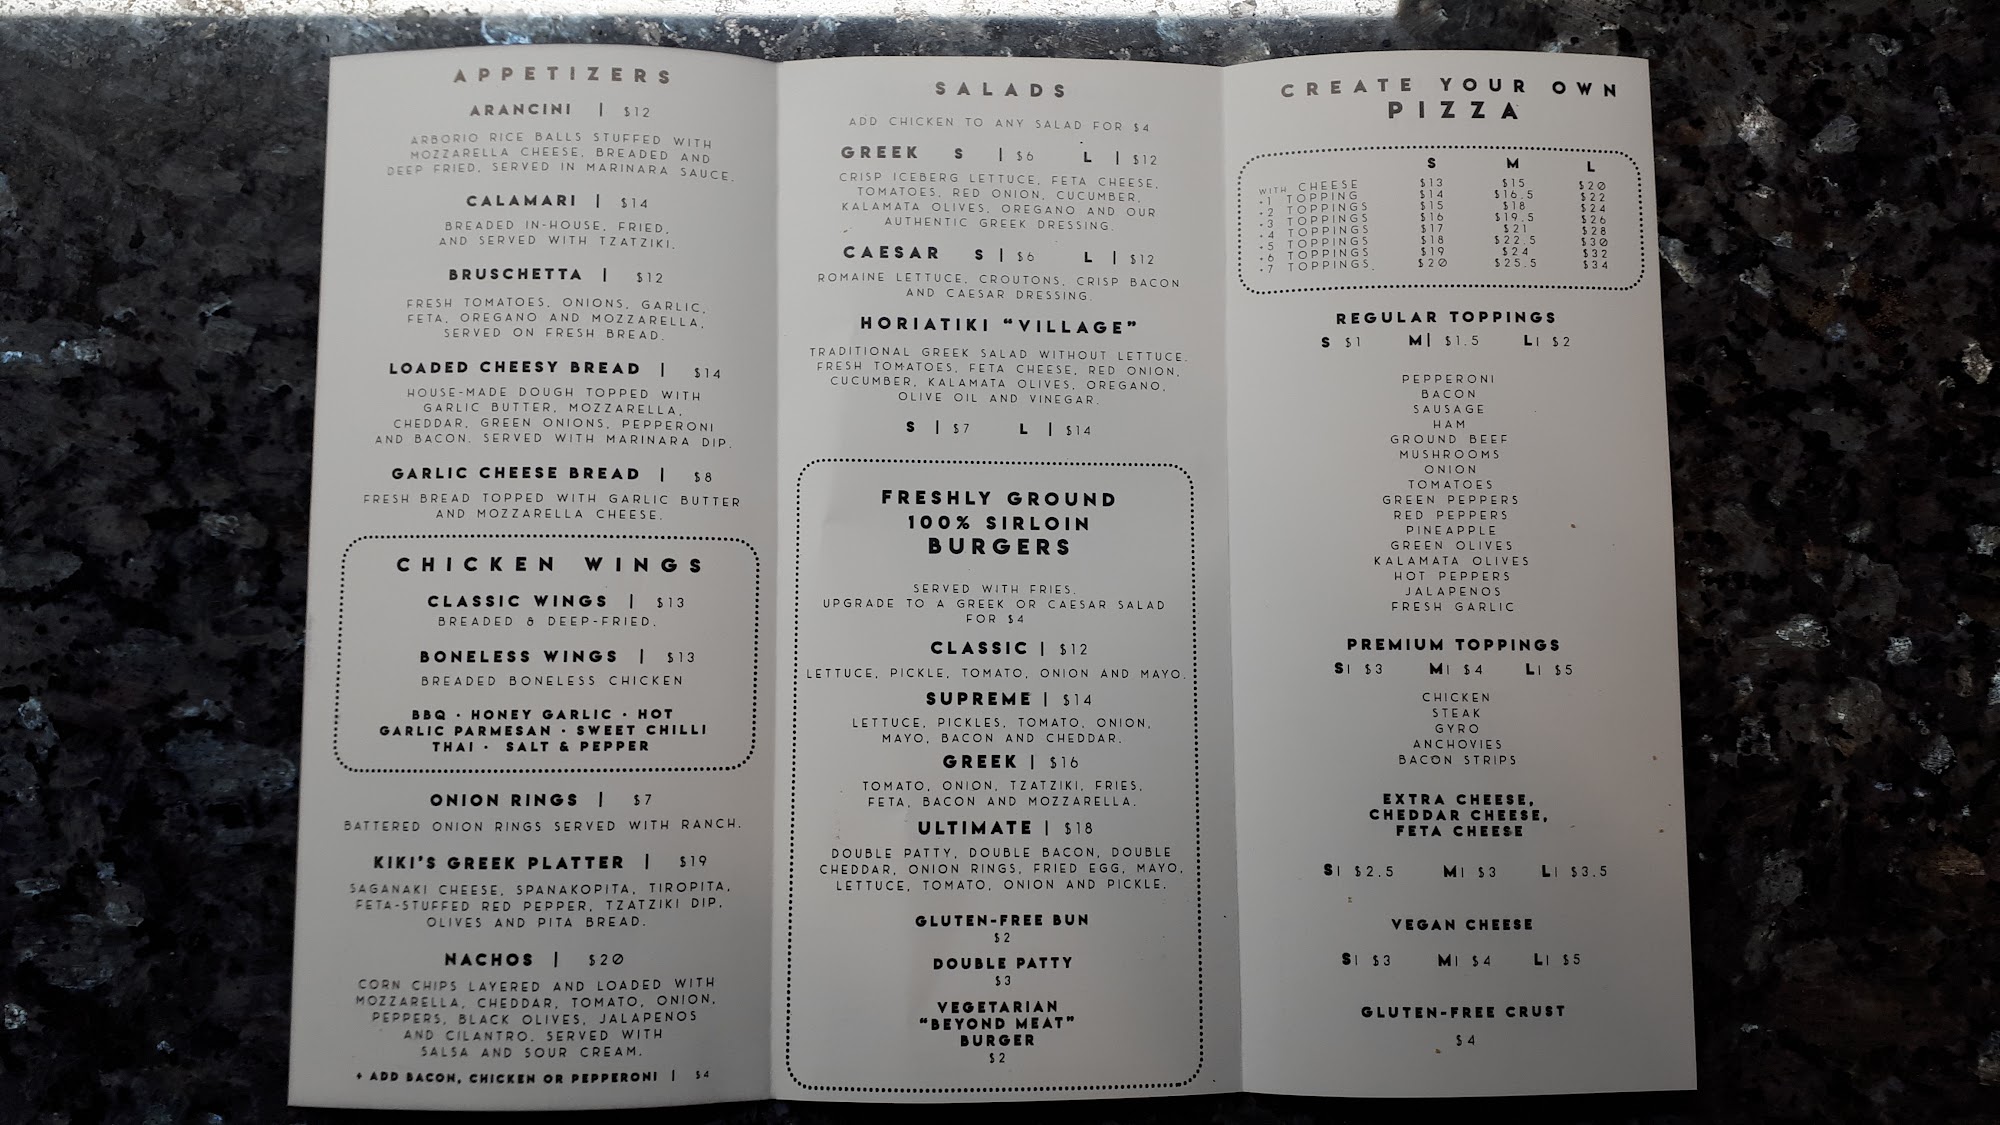 APPETIZERS
ARANCINI | $12
ARBORIO RICE BALLS STUFFED WITH
MOZZARELLA CHEESE, BREADED AND
DEEP FRIED, SERVED IN MARINARA SAUCE.
CALAMARI | $14
BREADED IN-HOUSE, FRIED,
AND SERVED WITH TZATZIKI.
BRUSCHETTA | $12
FRESH TOMATOES, ONIONS, GARLIC,
FETA, OREGANO AND MOZZARELLA,
SERVED ON FRESH BREAD.
LOADED CHEESY BREAD | $14
HOUSE-MADE DOUGH TOPPED WITH
GARLIC BUTTER, MOZZARELLA,
CHEDDAR, GREEN ONIONS, PEPPERONI
AND BACON. SERVED WITH MARINARA DIP.
GARLIC CHEESE BREAD | $8
FRESH BREAD TOPPED WITH GARLIC BUTTER
AND MOZZARELLA CHEESE.
CHICKEN WINGS
CLASSIC WINGS | $13
BREADED & DEEP-FRIED.
BONELESS WINGS | $13
BREADED BONELESS CHICKEN
BBQ · HONEY GARLIC · HOT
GARLIC PARMESAN · SWEET CHILLI
THAI · SALT & PEPPER
ONION RINGS | $7
BATTERED ONION RINGS SERVED WITH RANCH.
KIKI'S GREEK PLATTER | $19
SAGANAKI CHEESE, SPANAKOPITA, TIROPITA,
FETA-STUFFED RED PEPPER, TZATZIKI DIP,
OLIVES AND PITA BREAD.
NACHOS | $20
CORN CHIPS LAYERED AND LOADED WITH
MOZZARELLA, CHEDDAR, TOMATO, ONION,
PEPPERS, BLACK OLIVES, JALAPENOS
AND CILANTRO. SERVED WITH
SALSA AND SOUR CREAM.
+ ADD BACON, CHICKEN OR PEPPERONI | $4
SALADS
ADD CHICKEN TO ANY SALAD FOR $4
GREEK S | $6 L | $12
CRISP ICEBERG LETTUCE, FETA CHEESE,
TOMATOES, RED ONION, CUCUMBER,
KALAMATA OLIVES, OREGANO AND OUR
AUTHENTIC GREEK DRESSING.
CAESAR S | $6 L | $12
ROMAINE LETTUCE, CROUTONS, CRISP BACON
AND CAESAR DRESSING.
HORIATIKI "VILLAGE"
TRADITIONAL GREEK SALAD WITHOUT LETTUCE.
FRESH TOMATOES, FETA CHEESE, RED ONION,
CUCUMBER, KALAMATA OLIVES, OREGANO,
OLIVE OIL AND VINEGAR.
S | $7 L | $14
FRESHLY GROUND
100% SIRLOIN
BURGERS
SERVED WITH FRIES.
UPGRADE TO A GREEK OR CAESAR SALAD
FOR $4
CLASSIC | $12
LETTUCE, PICKLE, TOMATO, ONION AND MAYO.
SUPREME | $14
LETTUCE, PICKLES, TOMATO, ONION,
MAYO, BACON AND CHEDDAR.
GREEK | $16
TOMATO, ONION, TZATZIKI, FRIES,
FETA, BACON AND MOZZARELLA.
ULTIMATE | $18
DOUBLE PATTY, DOUBLE BACON, DOUBLE
CHEDDAR, ONION RINGS, FRIED EGG, MAYO,
LETTUCE, TOMATO, ONION AND PICKLE.
GLUTEN-FREE BUN
$2
DOUBLE PATTY
$3
VEGETARIAN
"BEYOND MEAT"
BURGER
$2
CREATE YOUR OWN
PIZZA
S M L
WITH CHEESE $13 $15 $20
+1 TOPPING $14 $16.5 $22
+2 TOPPINGS $15 $18 $24
+3 TOPPINGS $16 $19.5 $26
+4 TOPPINGS $17 $21 $28
+5 TOPPINGS $18 $22.5 $30
+6 TOPPINGS $19 $24 $32
+7 TOPPINGS. $20 $25.5 $34
REGULAR TOPPINGS
S $1 M| $1.5 L| $2
PEPPERONI
BACON
SAUSAGE
HAM
GROUND BEEF
MUSHROOMS
ONION
TOMATOES
GREEN PEPPERS
RED PEPPERS
PINEAPPLE
GREEN OLIVES
KALAMATA OLIVES
HOT PEPPERS
JALAPENOS
FRESH GARLIC
PREMIUM TOPPINGS
S| $3 M| $4 L| $5
CHICKEN
STEAK
GYRO
ANCHOVIES
BACON STRIPS
EXTRA CHEESE,
CHEDDAR CHEESE,
FETA CHEESE
S| $2.5 M| $3 L| $3.5
VEGAN CHEESE
S| $3 M| $4 L| $5
GLUTEN-FREE CRUST
$4